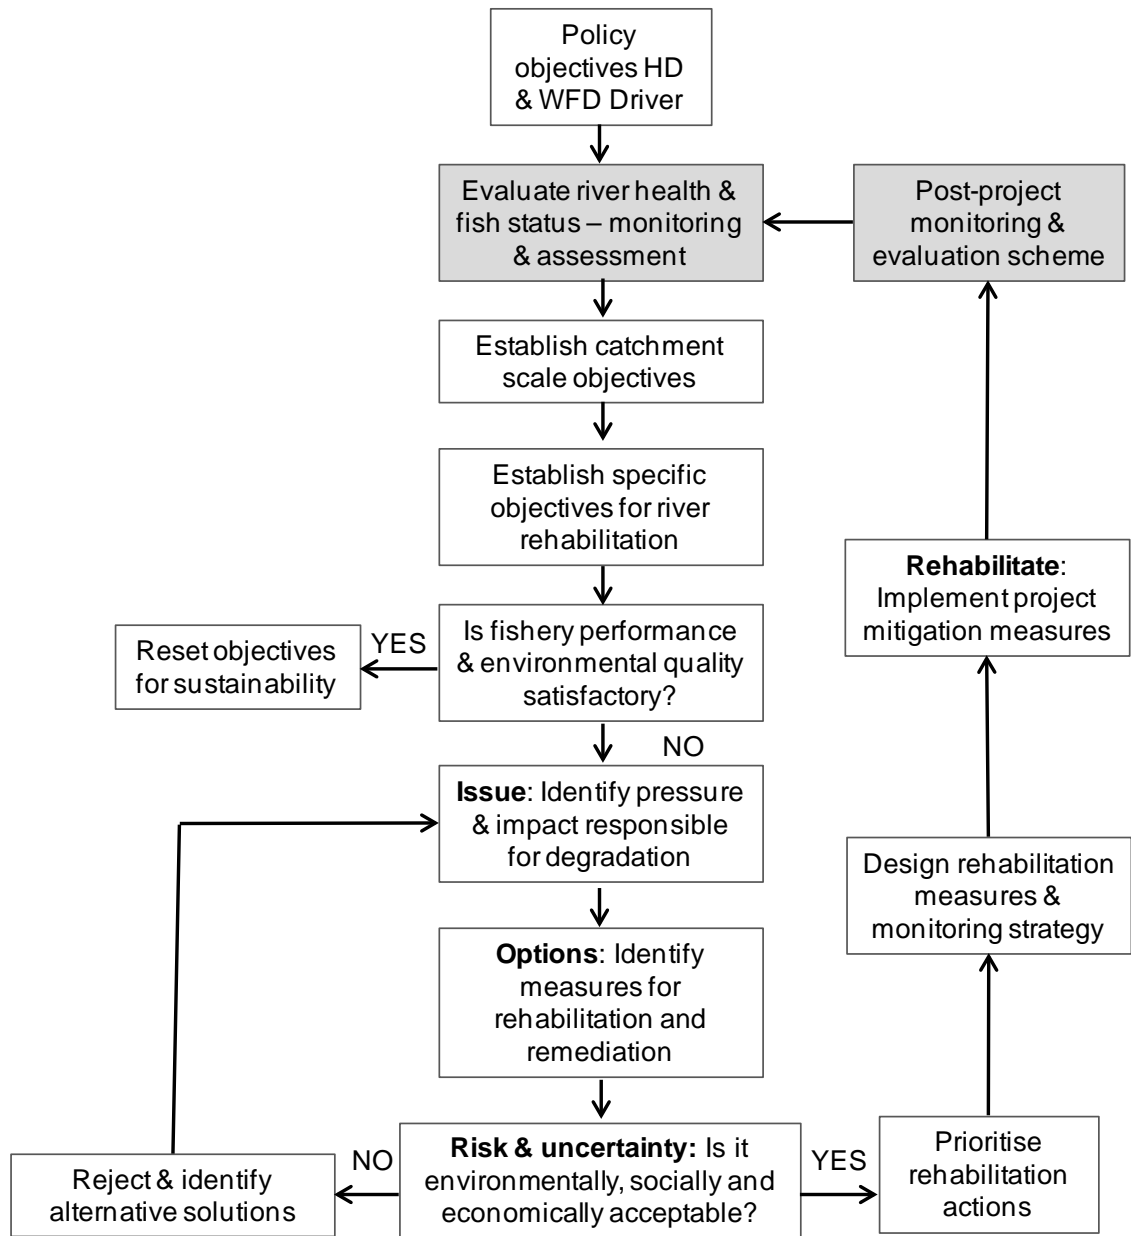 Policy
objectives HD
& WFD Driver
Evaluate river health &
fish status – monitoring
& assessment
Post-project
monitoring &
evaluation scheme
Establish catchment
scale objectives
Establish specific
objectives for river
rehabilitation
Rehabilitate:
Implement project
mitigation measures
Is fishery performance
& environmental quality
satisfactory?
YES
Reset objectives
for sustainability
NO
Issue: Identify pressure
& impact responsible
for degradation
Design rehabilitation
measures &
monitoring strategy
Options: Identify
measures for
rehabilitation and
remediation
Risk & uncertainty: Is it
environmentally, socially and
economically acceptable?
NO
Reject & identify
alternative solutions
YES
Prioritise
rehabilitation
actions